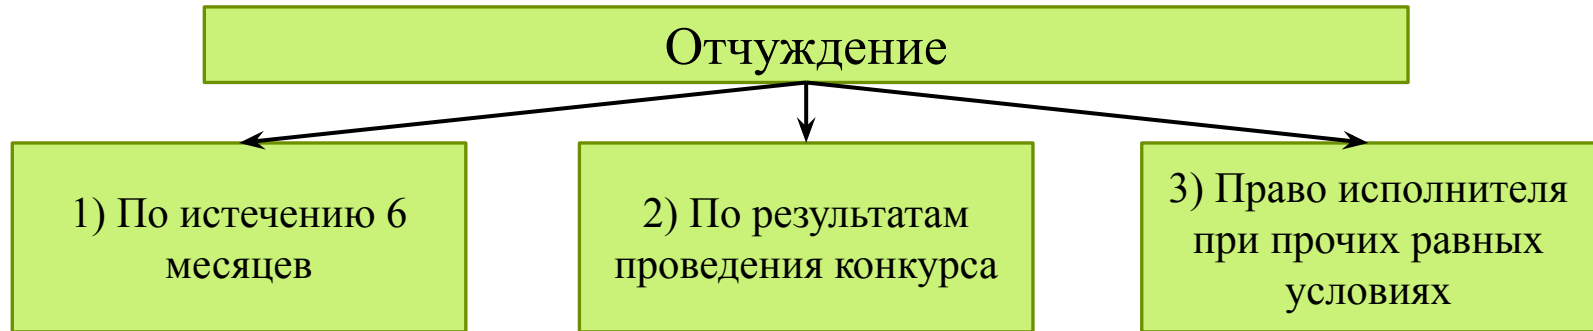 Отчуждение
1) По истечению 6
месяцев
2) По результатам
проведения конкурса
3) Право исполнителя
при прочих равных
условиях